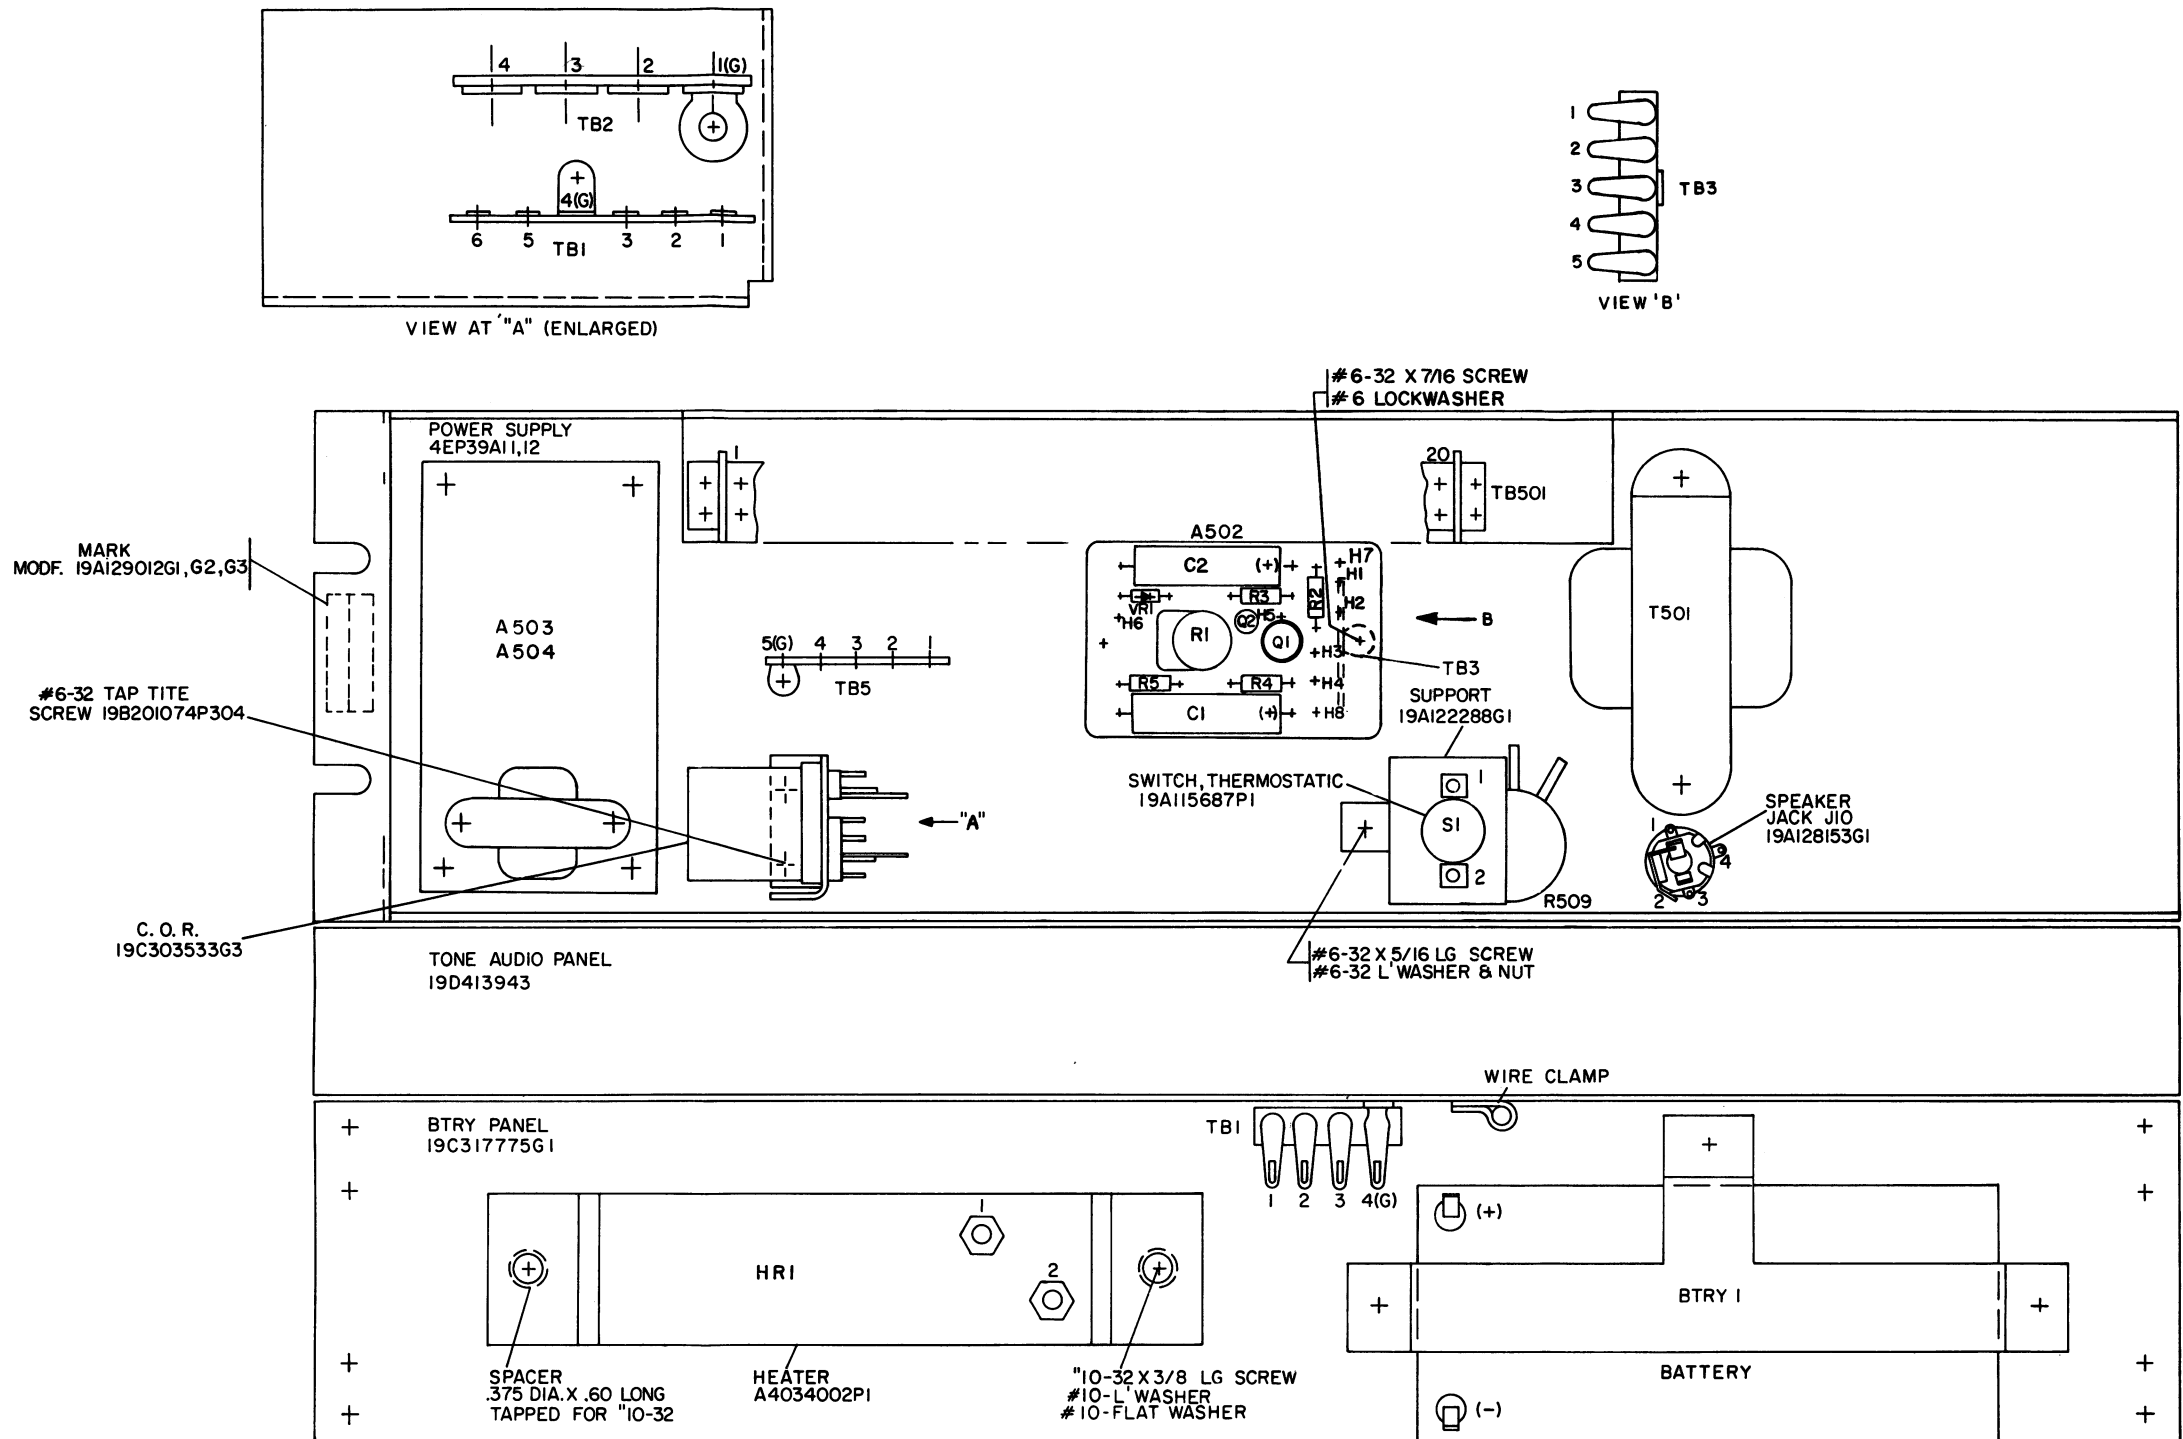 4 3 2 1(G)
TB2
4(G)
6 5 3 2 1
TB1
VIEW AT "A" (ENLARGED)
1
2
3
4
5
TB3
VIEW 'B'
#6-32 X 7/16 SCREW
#6 LOCKWASHER
POWER SUPPLY
4EP39A11,12
1
20
TB501
MARK
MODF. 19A129012G1,G2,G3
A503
A504
#6-32 TAP TITE
SCREW 19B201074P304
5(G) 4 3 2 1
TB5
A502
C2 (+)
H7
H1
VR1
R3
R2
H2
H6
Q2
H5
R1
Q1
H3
R5
R4
H4
C1 (+)
H8
B
TB3
T501
SUPPORT
19A122288G1
SWITCH, THERMOSTATIC
19A115687P1
1
S1
2
R509
SPEAKER
JACK J10
19A128153G1
1
4
2
3
"A"
C. O. R.
19C303533G3
#6-32 X 5/16 LG SCREW
#6-32 L'WASHER & NUT
TONE AUDIO PANEL
19D413943
WIRE CLAMP
BTRY PANEL
19C317775G1
TB1
1 2 3 4(G)
(+)
1
2
HR1
BTRY 1
SPACER
.375 DIA. X .60 LONG
TAPPED FOR "10-32
HEATER
A4034002P1
"10-32 X 3/8 LG SCREW
#10-L'WASHER
#10-FLAT WASHER
BATTERY
(-)